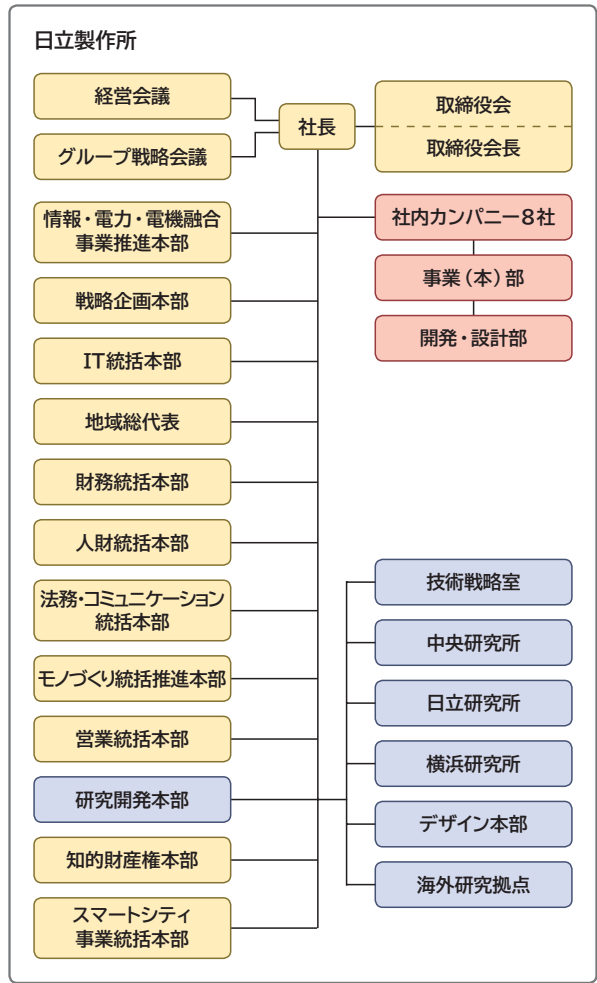 日立製作所
経営会議
グループ戦略会議
社長
取締役会
取締役会長
情報・電力・電機融合
事業推進本部
戦略企画本部
IT統括本部
地域総代表
財務統括本部
人財統括本部
法務・コミュニケーション
統括本部
モノづくり統括推進本部
営業統括本部
研究開発本部
知的財産権本部
スマートシティ
事業統括本部
社内カンパニー8社
事業(本)部
開発・設計部
技術戦略室
中央研究所
日立研究所
横浜研究所
デザイン本部
海外研究拠点